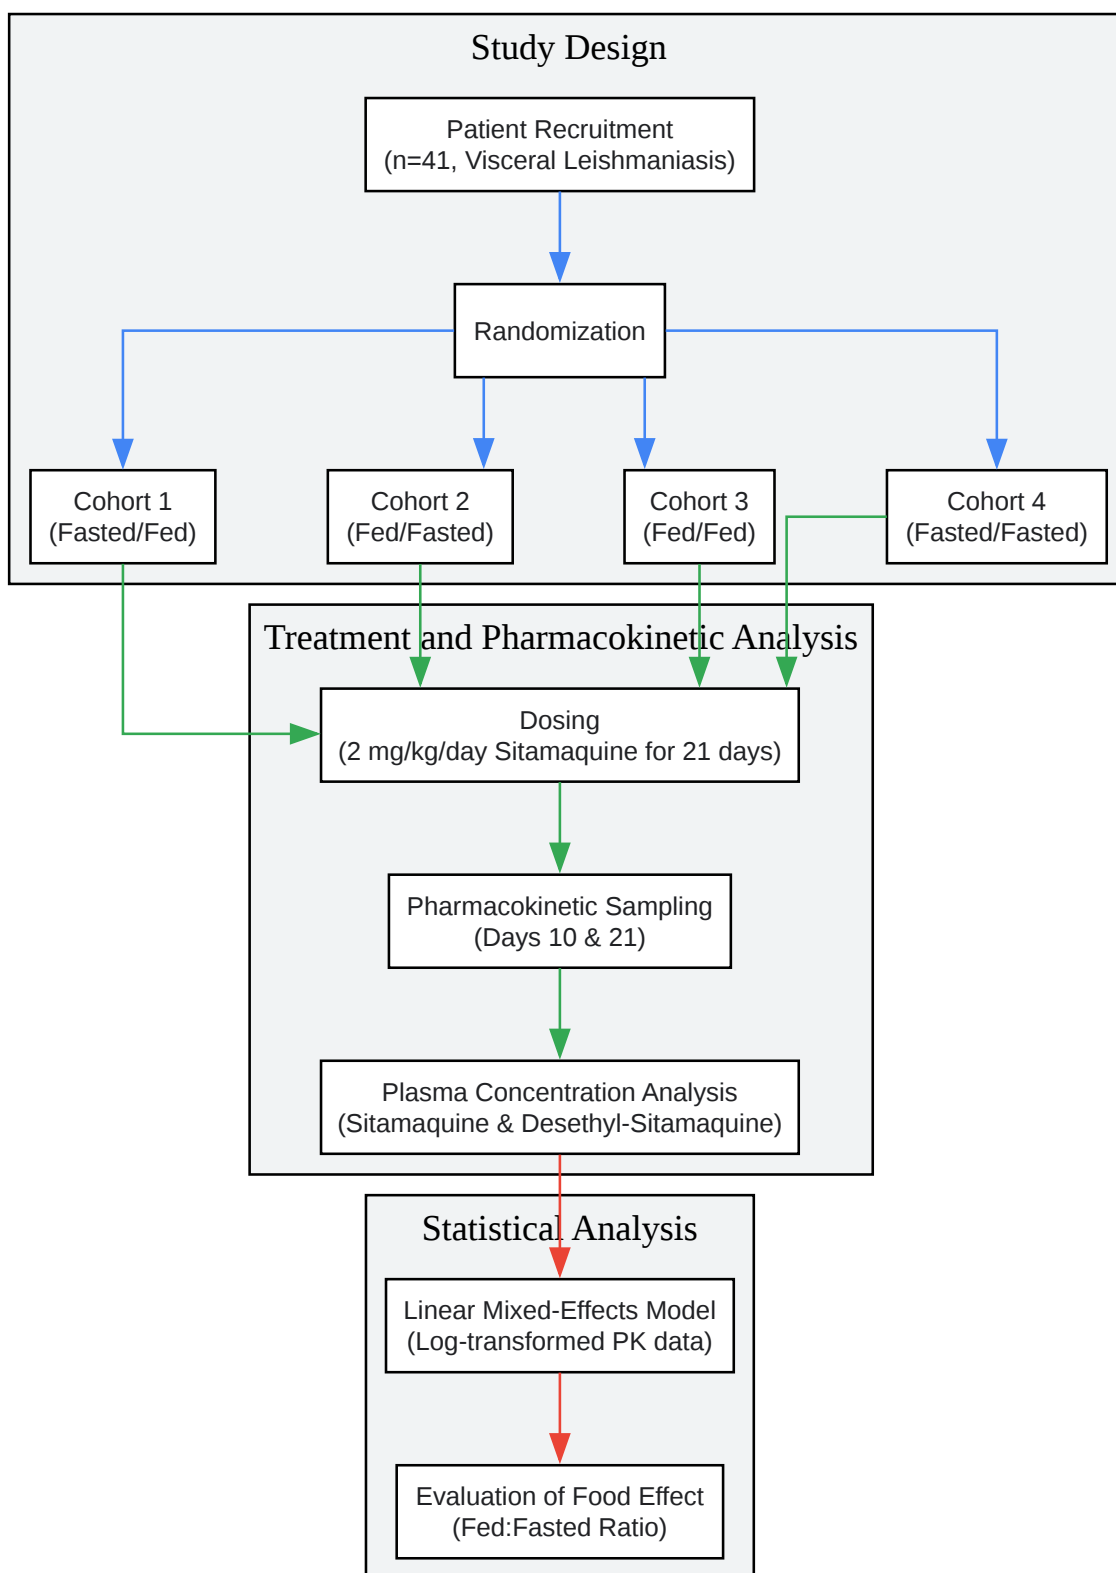 Study Design
Patient Recruitment
(n=41, Visceral Leishmaniasis)
Randomization
Cohort 1
(Fasted/Fed)
Cohort 2
(Fed/Fasted)
Cohort 3
(Fed/Fed)
Cohort 4
(Fasted/Fasted)
Treatment and Pharmacokinetic Analysis
Dosing
(2 mg/kg/day Sitamaquine for 21 days)
Pharmacokinetic Sampling
(Days 10 & 21)
Plasma Concentration Analysis
(Sitamaquine & Desethyl-Sitamaquine)
Statistical Analysis
Linear Mixed-Effects Model
(Log-transformed PK data)
Evaluation of Food Effect
(Fed:Fasted Ratio)